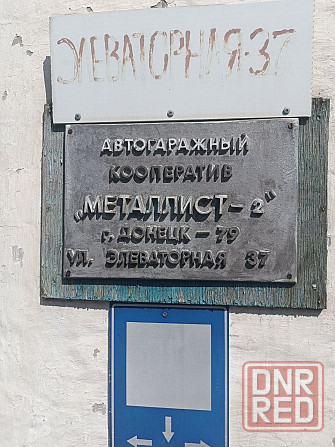 ЭЛЕВАТОРНАЯ-37
АВТОГАРАЖНЫЙ
КООПЕРАТИВ
„МЕТАЛЛИСТ-2"
г. ДОНЕЦК-79
УЛ. ЭЛЕВАТОРНАЯ 37
DNR
RED